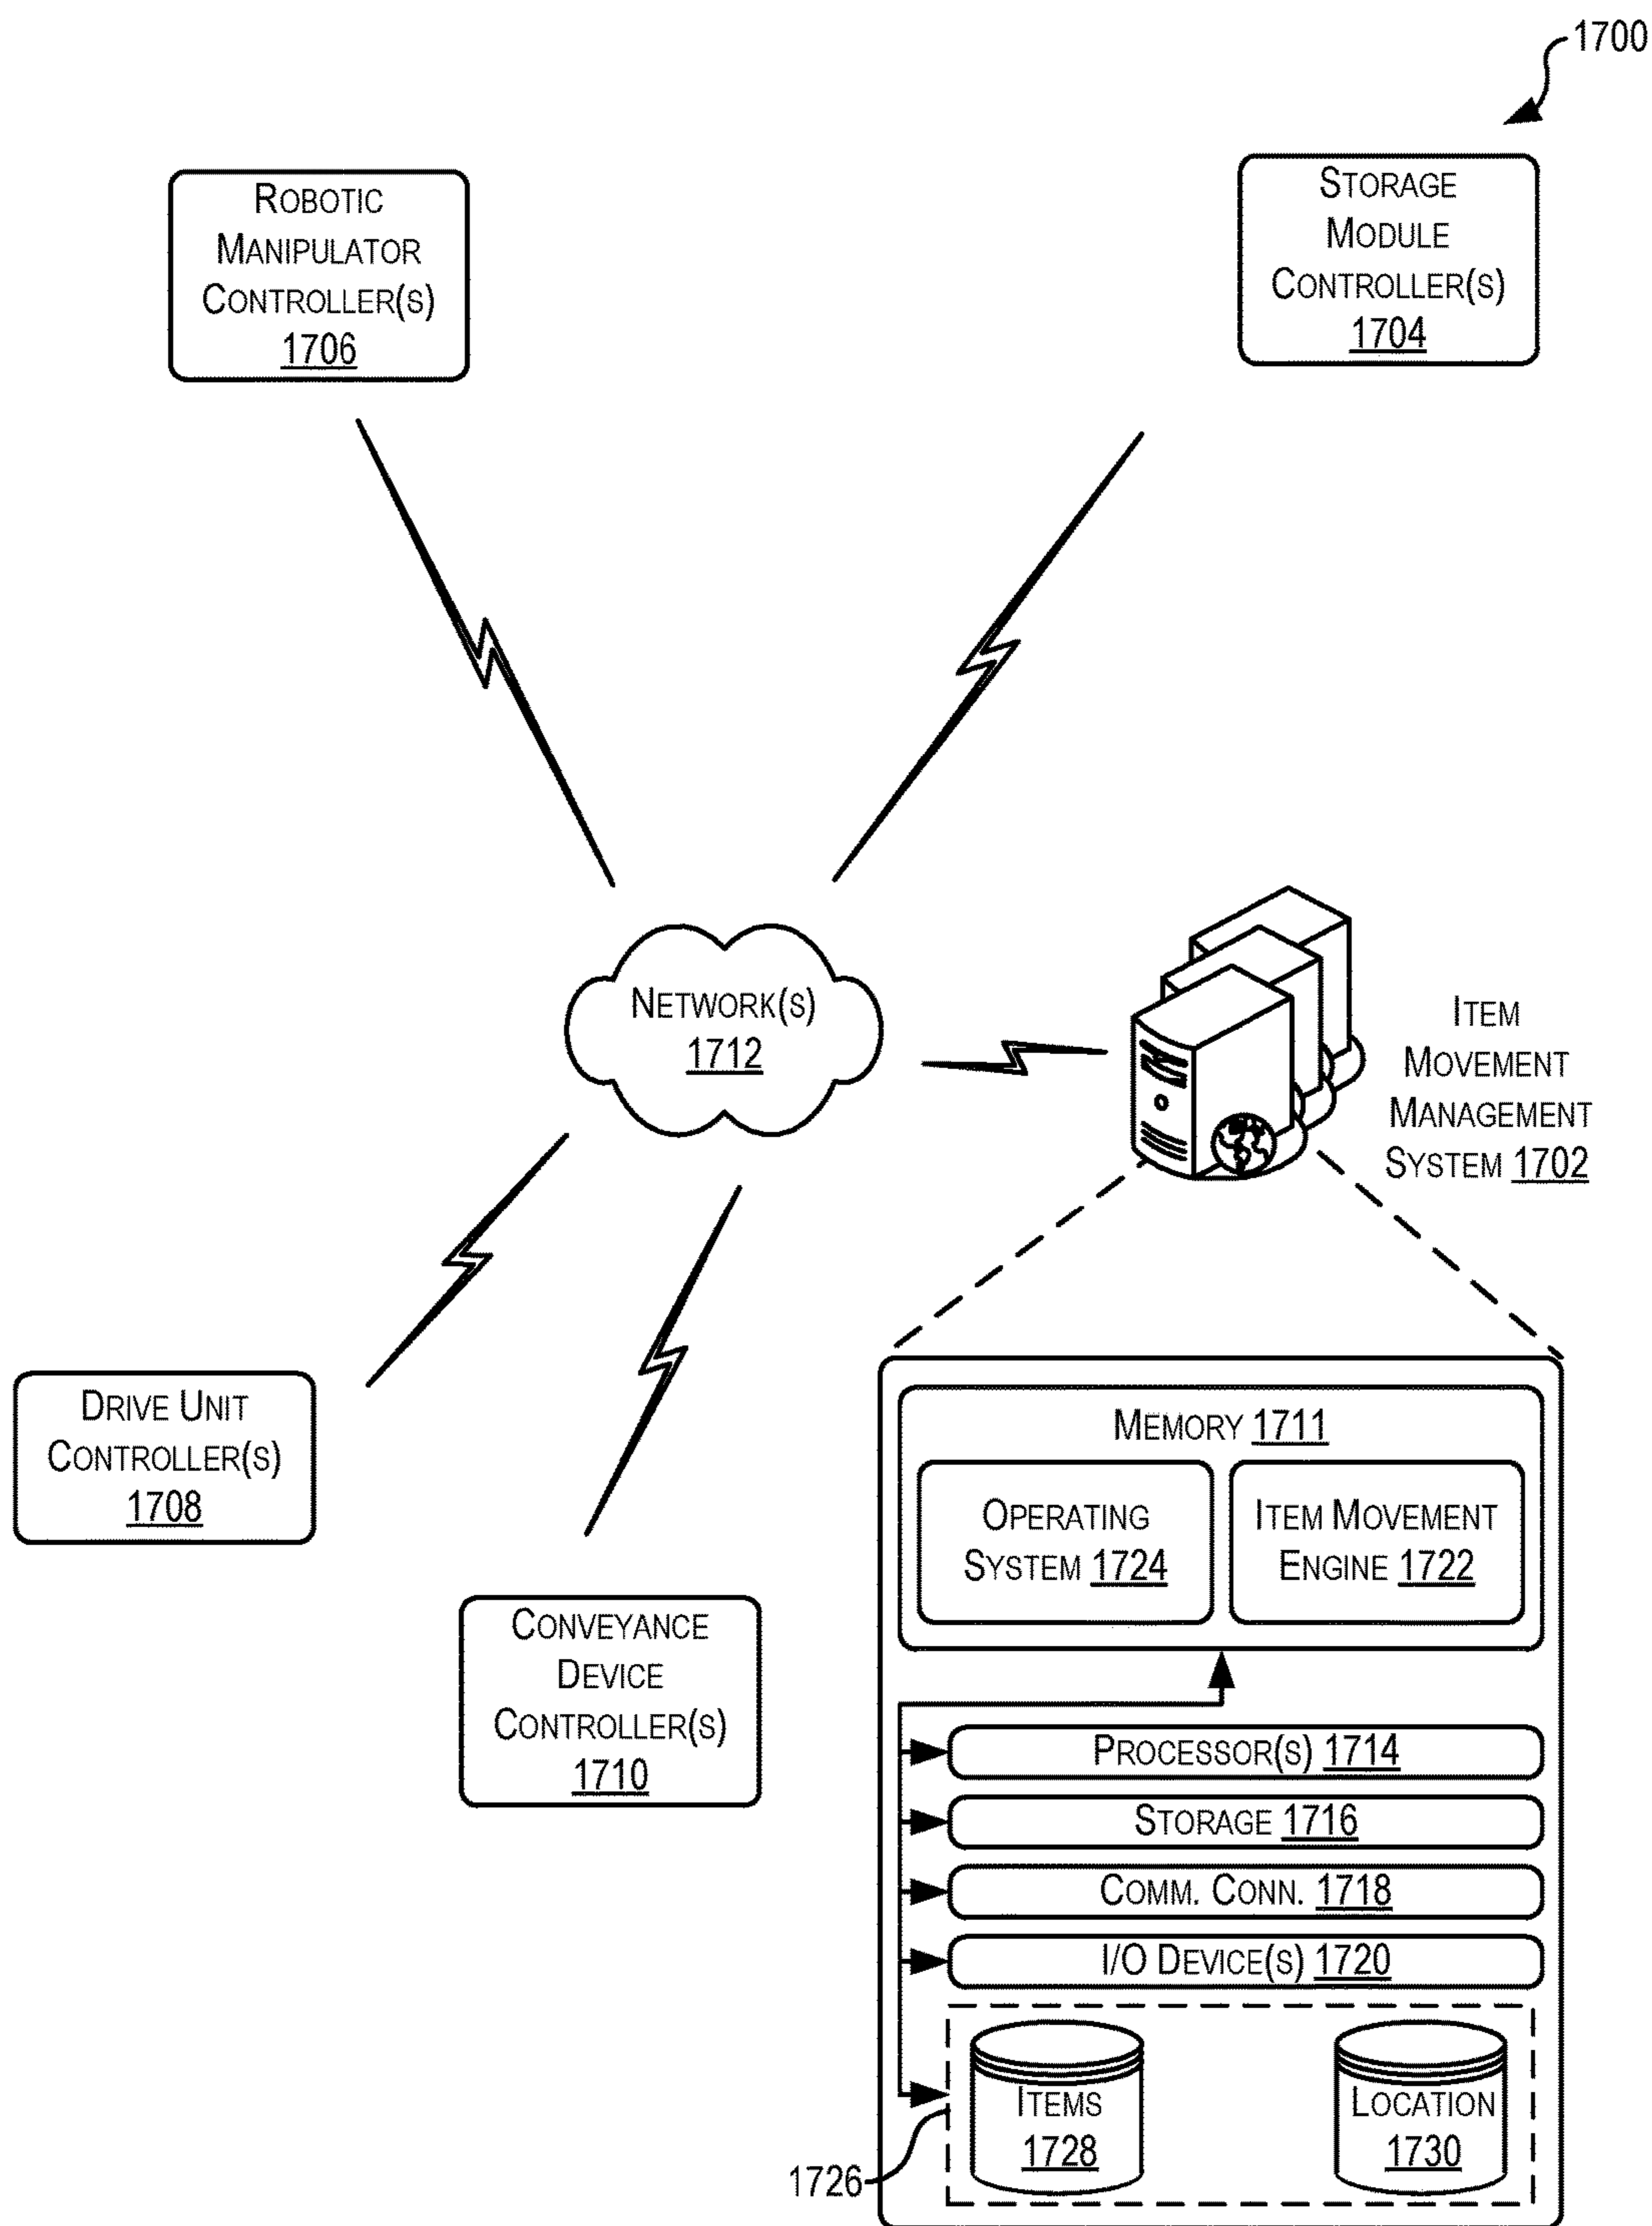 1700
ROBOTIC
MANIPULATOR
CONTROLLER(S)
1706
STORAGE
MODULE
CONTROLLER(S)
1704
NETWORK(S)
1712
ITEM
MOVEMENT
MANAGEMENT
SYSTEM 1702
DRIVE UNIT
CONTROLLER(S)
1708
CONVEYANCE
DEVICE
CONTROLLER(S)
1710
MEMORY 1711
OPERATING
SYSTEM 1724
ITEM MOVEMENT
ENGINE 1722
PROCESSOR(S) 1714
STORAGE 1716
COMM. CONN. 1718
I/O DEVICE(S) 1720
ITEMS
1728
LOCATION
1730
1726